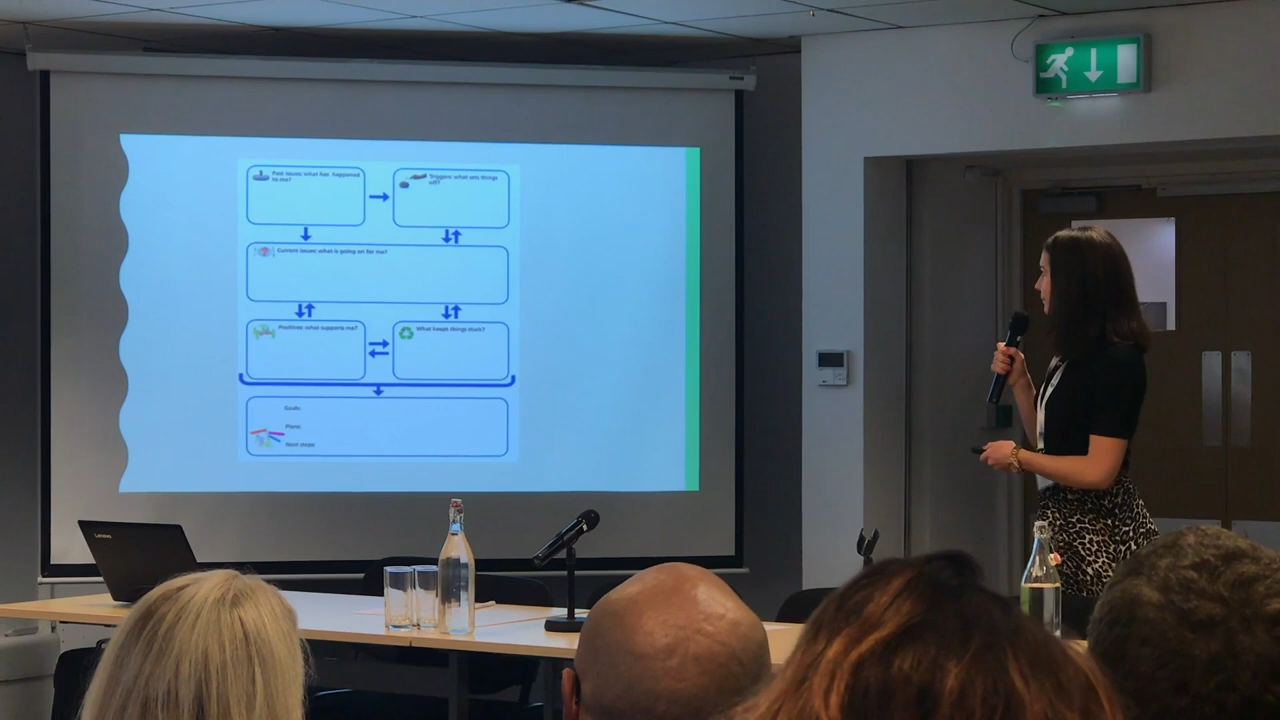 Past issues: what has happened
to me?
Triggers: what sets things
off?
Current issues: what is going on for me?
Positives: what supports me?
What keeps things stuck?
Goals:
Plans:
Next steps
Lenovo